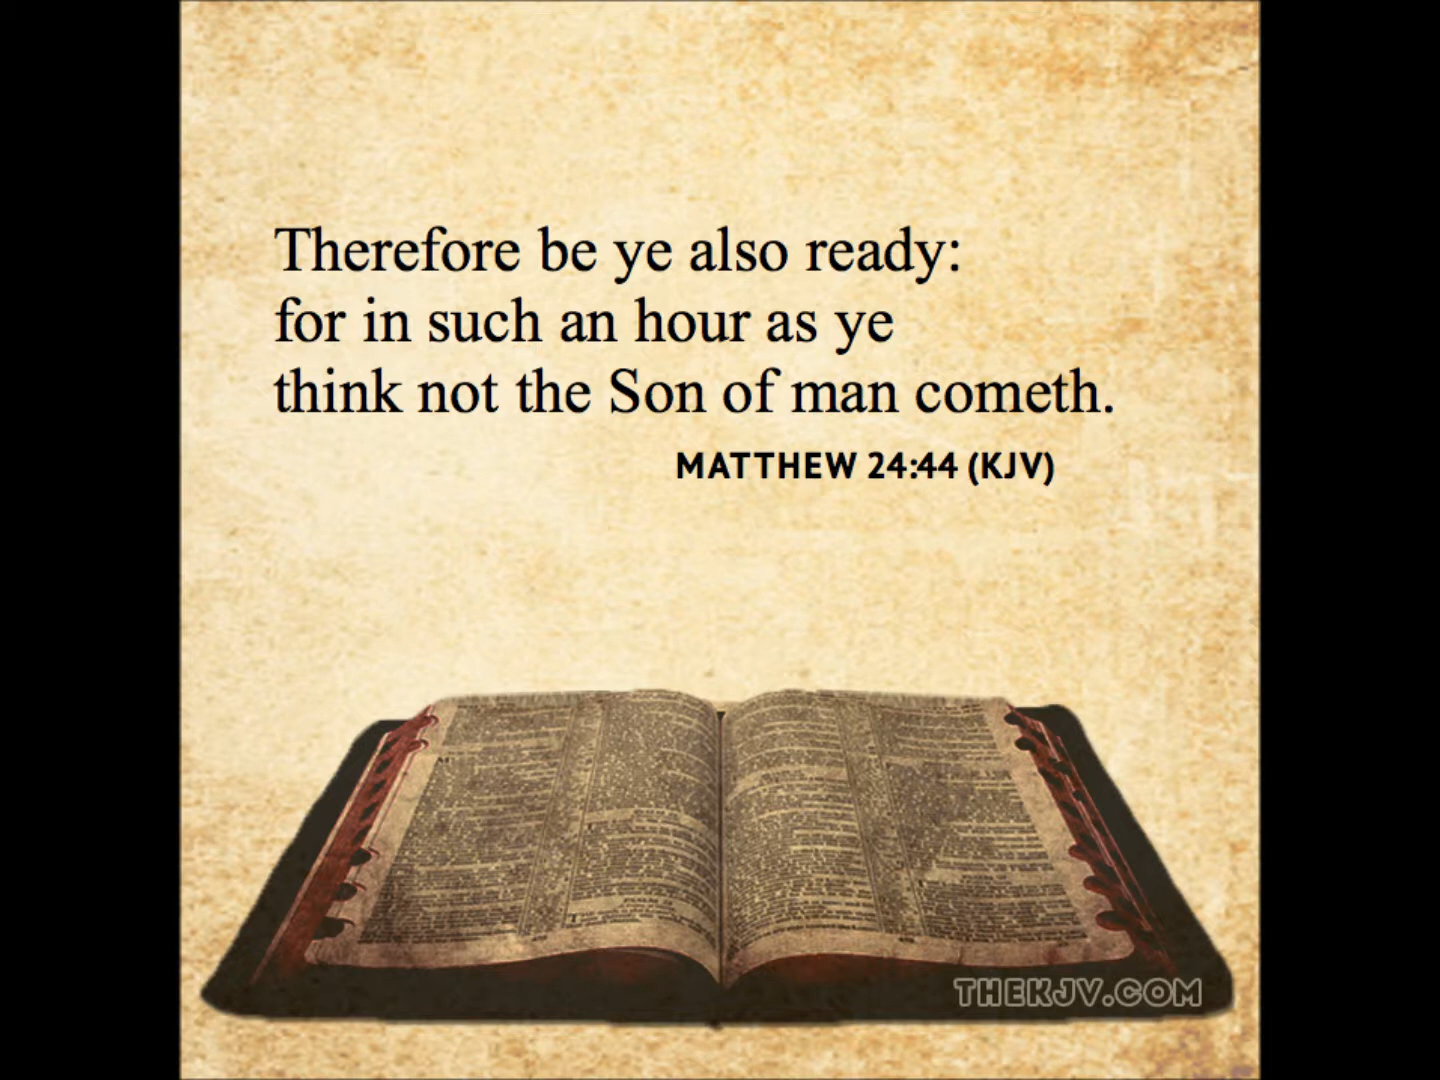 Therefore be ye also ready:
for in such an hour as ye
think not the Son of man cometh.
MATTHEW 24:44 (KJV)
THEKJV.COM